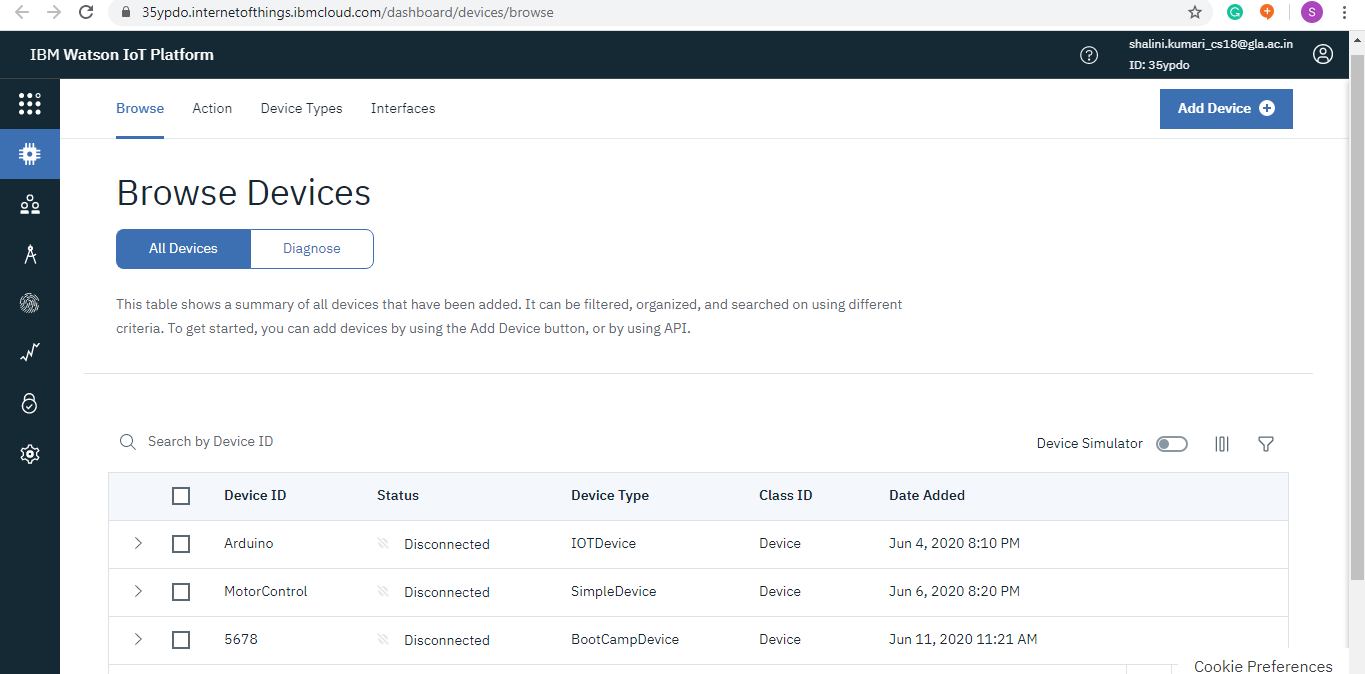 35ypdo.internetofthings.ibmcloud.com/dashboard/devices/browse
S
IBM Watson IoT Platform
shalini.kumari_cs18@gla.ac.in
ID: 35ypdo
Browse Action Device Types Interfaces Add Device
Browse Devices
All Devices Diagnose
This table shows a summary of all devices that have been added. It can be filtered, organized, and searched on using different
criteria. To get started, you can add devices by using the Add Device button, or by using API.
Search by Device ID Device Simulator
Device ID Status Device Type Class ID Date Added
Arduino Disconnected IOTDevice Device Jun 4, 2020 8:10 PM
MotorControl Disconnected SimpleDevice Device Jun 6, 2020 8:20 PM
5678 Disconnected BootCampDevice Device Jun 11, 2020 11:21 AM
Cookie Preferences